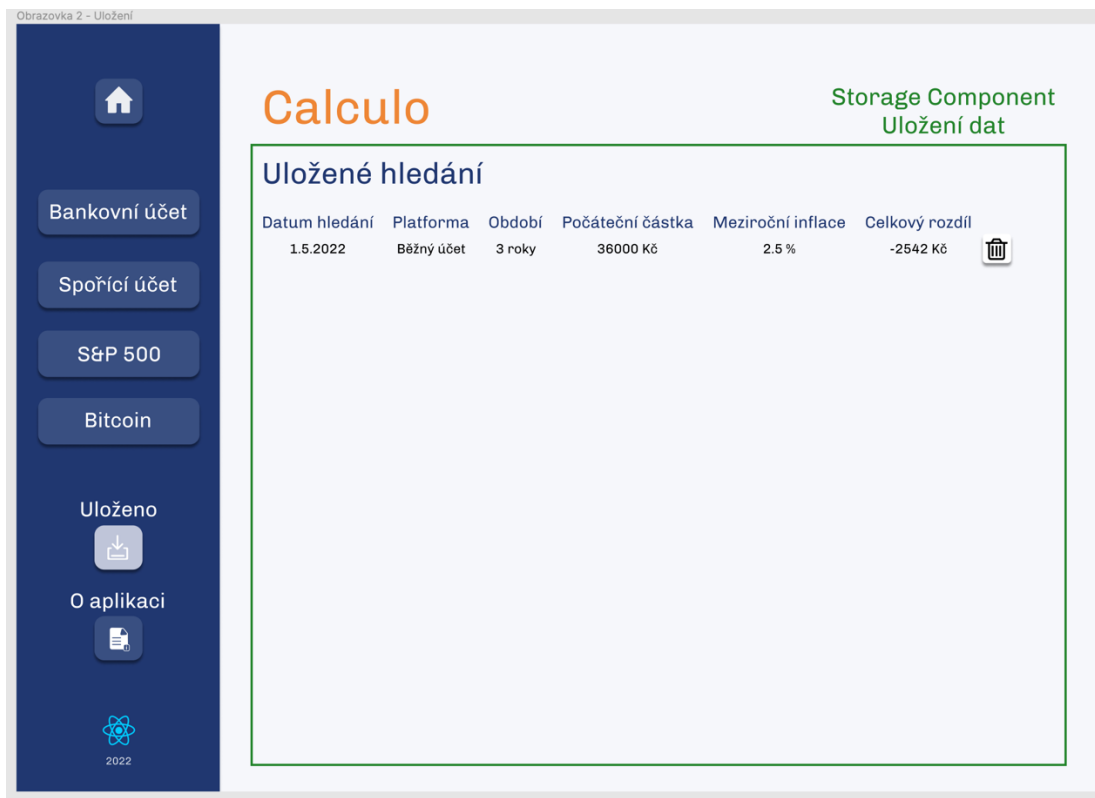 Obrazovka 2 - Uložení
Calculo
Storage Component
Uložení dat
Bankovní účet
Spořící účet
S&P 500
Bitcoin
Uloženo
O aplikaci
2022
Uložené hledání
Datum hledání Platforma Období Počáteční částka Meziroční inflace Celkový rozdíl
1.5.2022 Běžný účet 3 roky 36000 Kč 2.5 % -2542 Kč